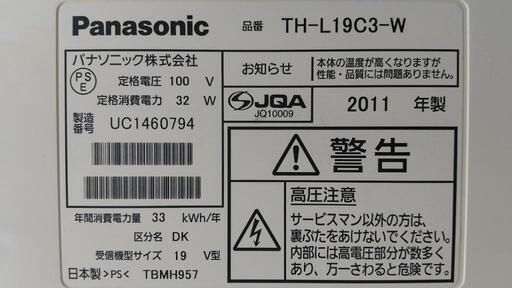 Panasonic 品番 TH-L19C3-W
パナソニック株式会社
PS
E
定格電圧 100 V
定格消費電力 32 W
製造
番号 UC1460794
お知らせ
本体の温度が高くなりますが
性能・品質には問題ありません。
JQA
JQ10009
2011 年製
警告
高圧注意
サービスマン以外の方は、
裏ぶたをあけないでください。
内部には高電圧部分が数多く
あり、万一さわると危険です。
年間消費電力量 33 kWh/年
区分名 DK
受信機型サイズ 19 V型
日本製 >PS< TBMH957